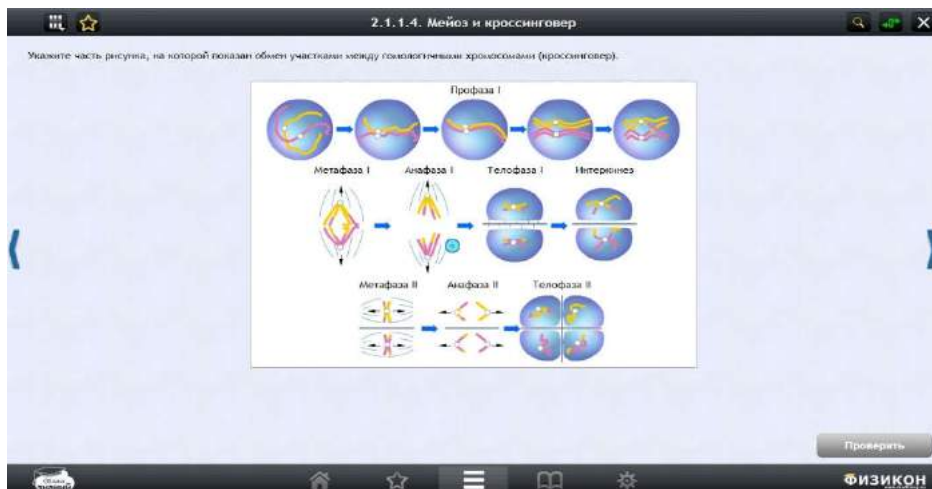 2.1.1.4. Мейоз и кроссинговер
Укажите часть рисунка, на которой показан обмен участками между гомологичными хромосомами (кроссинговер).
Профаза I
Метафаза I Анафаза I Телофаза I Интеркинез
Метафаза II Анафаза II Телофаза II
Проверить
ФИЗИКОН